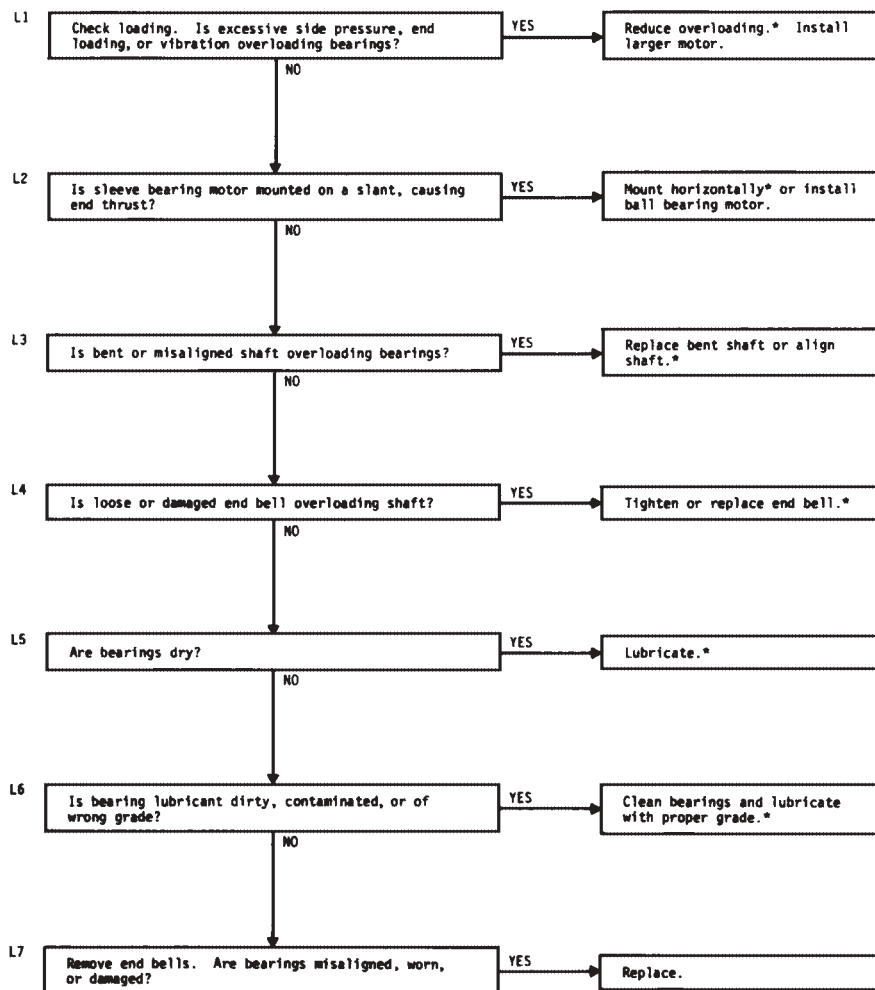 L1
Check loading. Is excessive side pressure, end
loading, or vibration overloading bearings?
YES
Reduce overloading.* Install
larger motor.
NO
L2
Is sleeve bearing motor mounted on a slant, causing
end thrust?
YES
Mount horizontally* or install
ball bearing motor.
NO
L3
Is bent or misaligned shaft overloading bearings?
YES
Replace bent shaft or align
shaft.*
NO
L4
Is loose or damaged end bell overloading shaft?
YES
Tighten or replace end bell.*
NO
L5
Are bearings dry?
YES
Lubricate.*
NO
L6
Is bearing lubricant dirty, contaminated, or of
wrong grade?
YES
Clean bearings and lubricate
with proper grade.*
NO
L7
Remove end bells. Are bearings misaligned, worn,
or damaged?
YES
Replace.